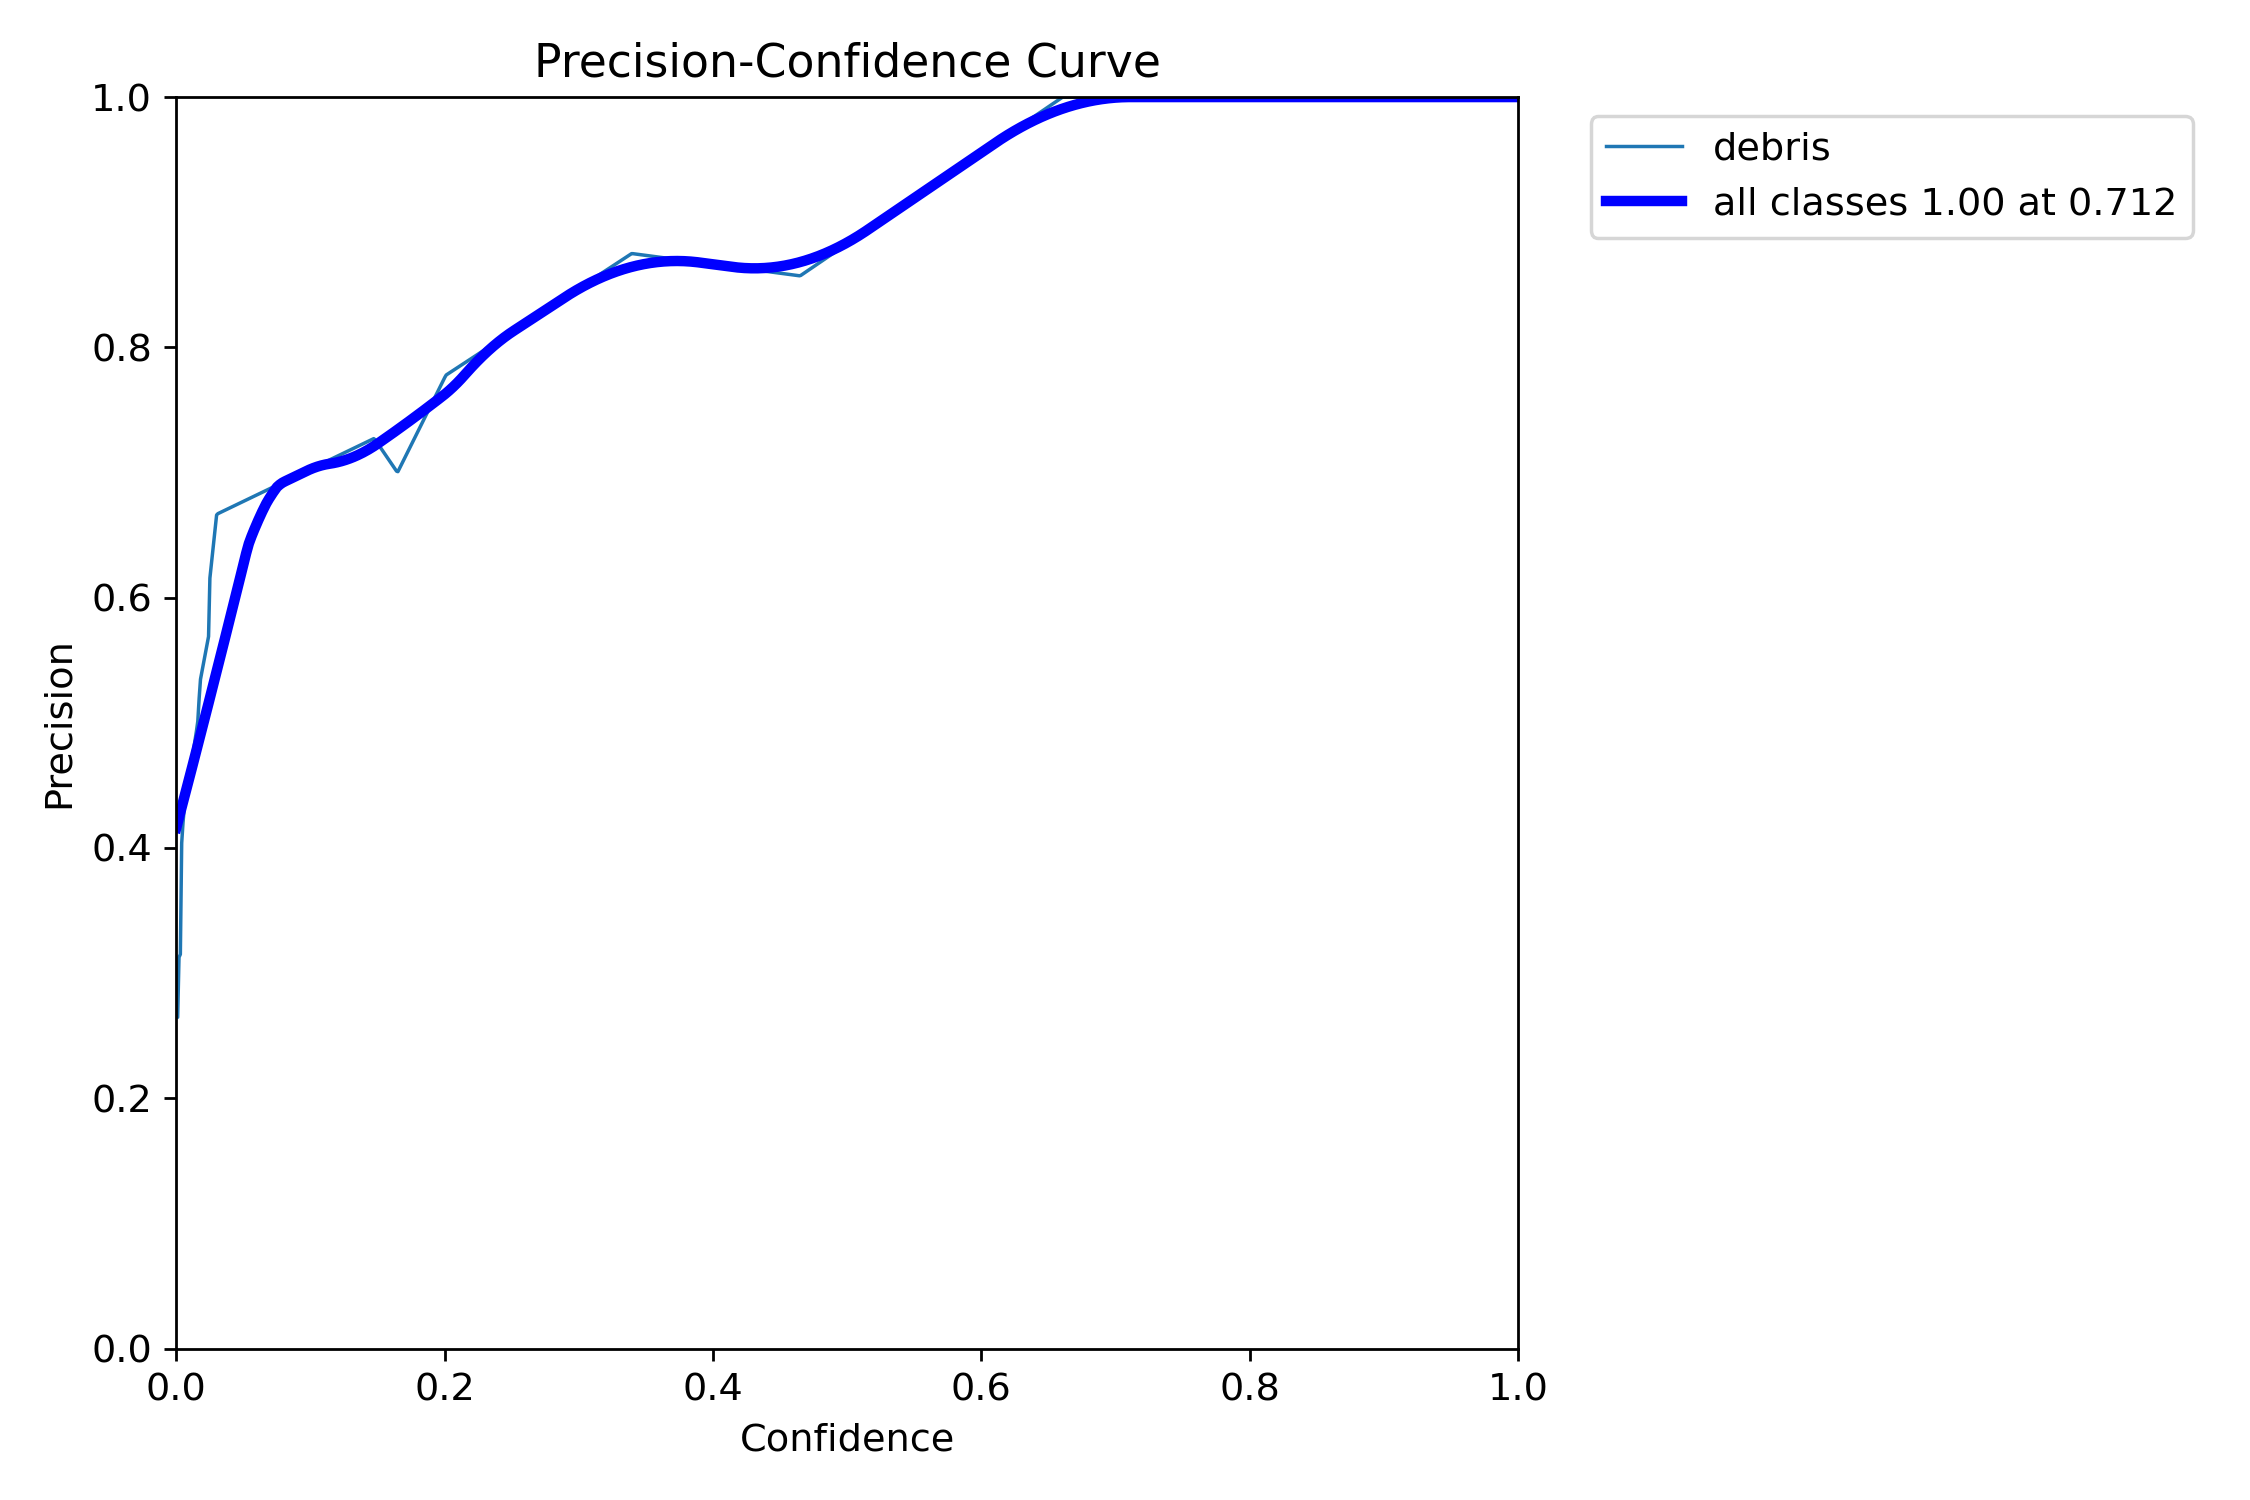 Precision-Confidence Curve
1.0
0.8
0.6
0.4
0.2
0.0
Precision
0.0 0.2 0.4 0.6 0.8 1.0
Confidence
debris
all classes 1.00 at 0.712